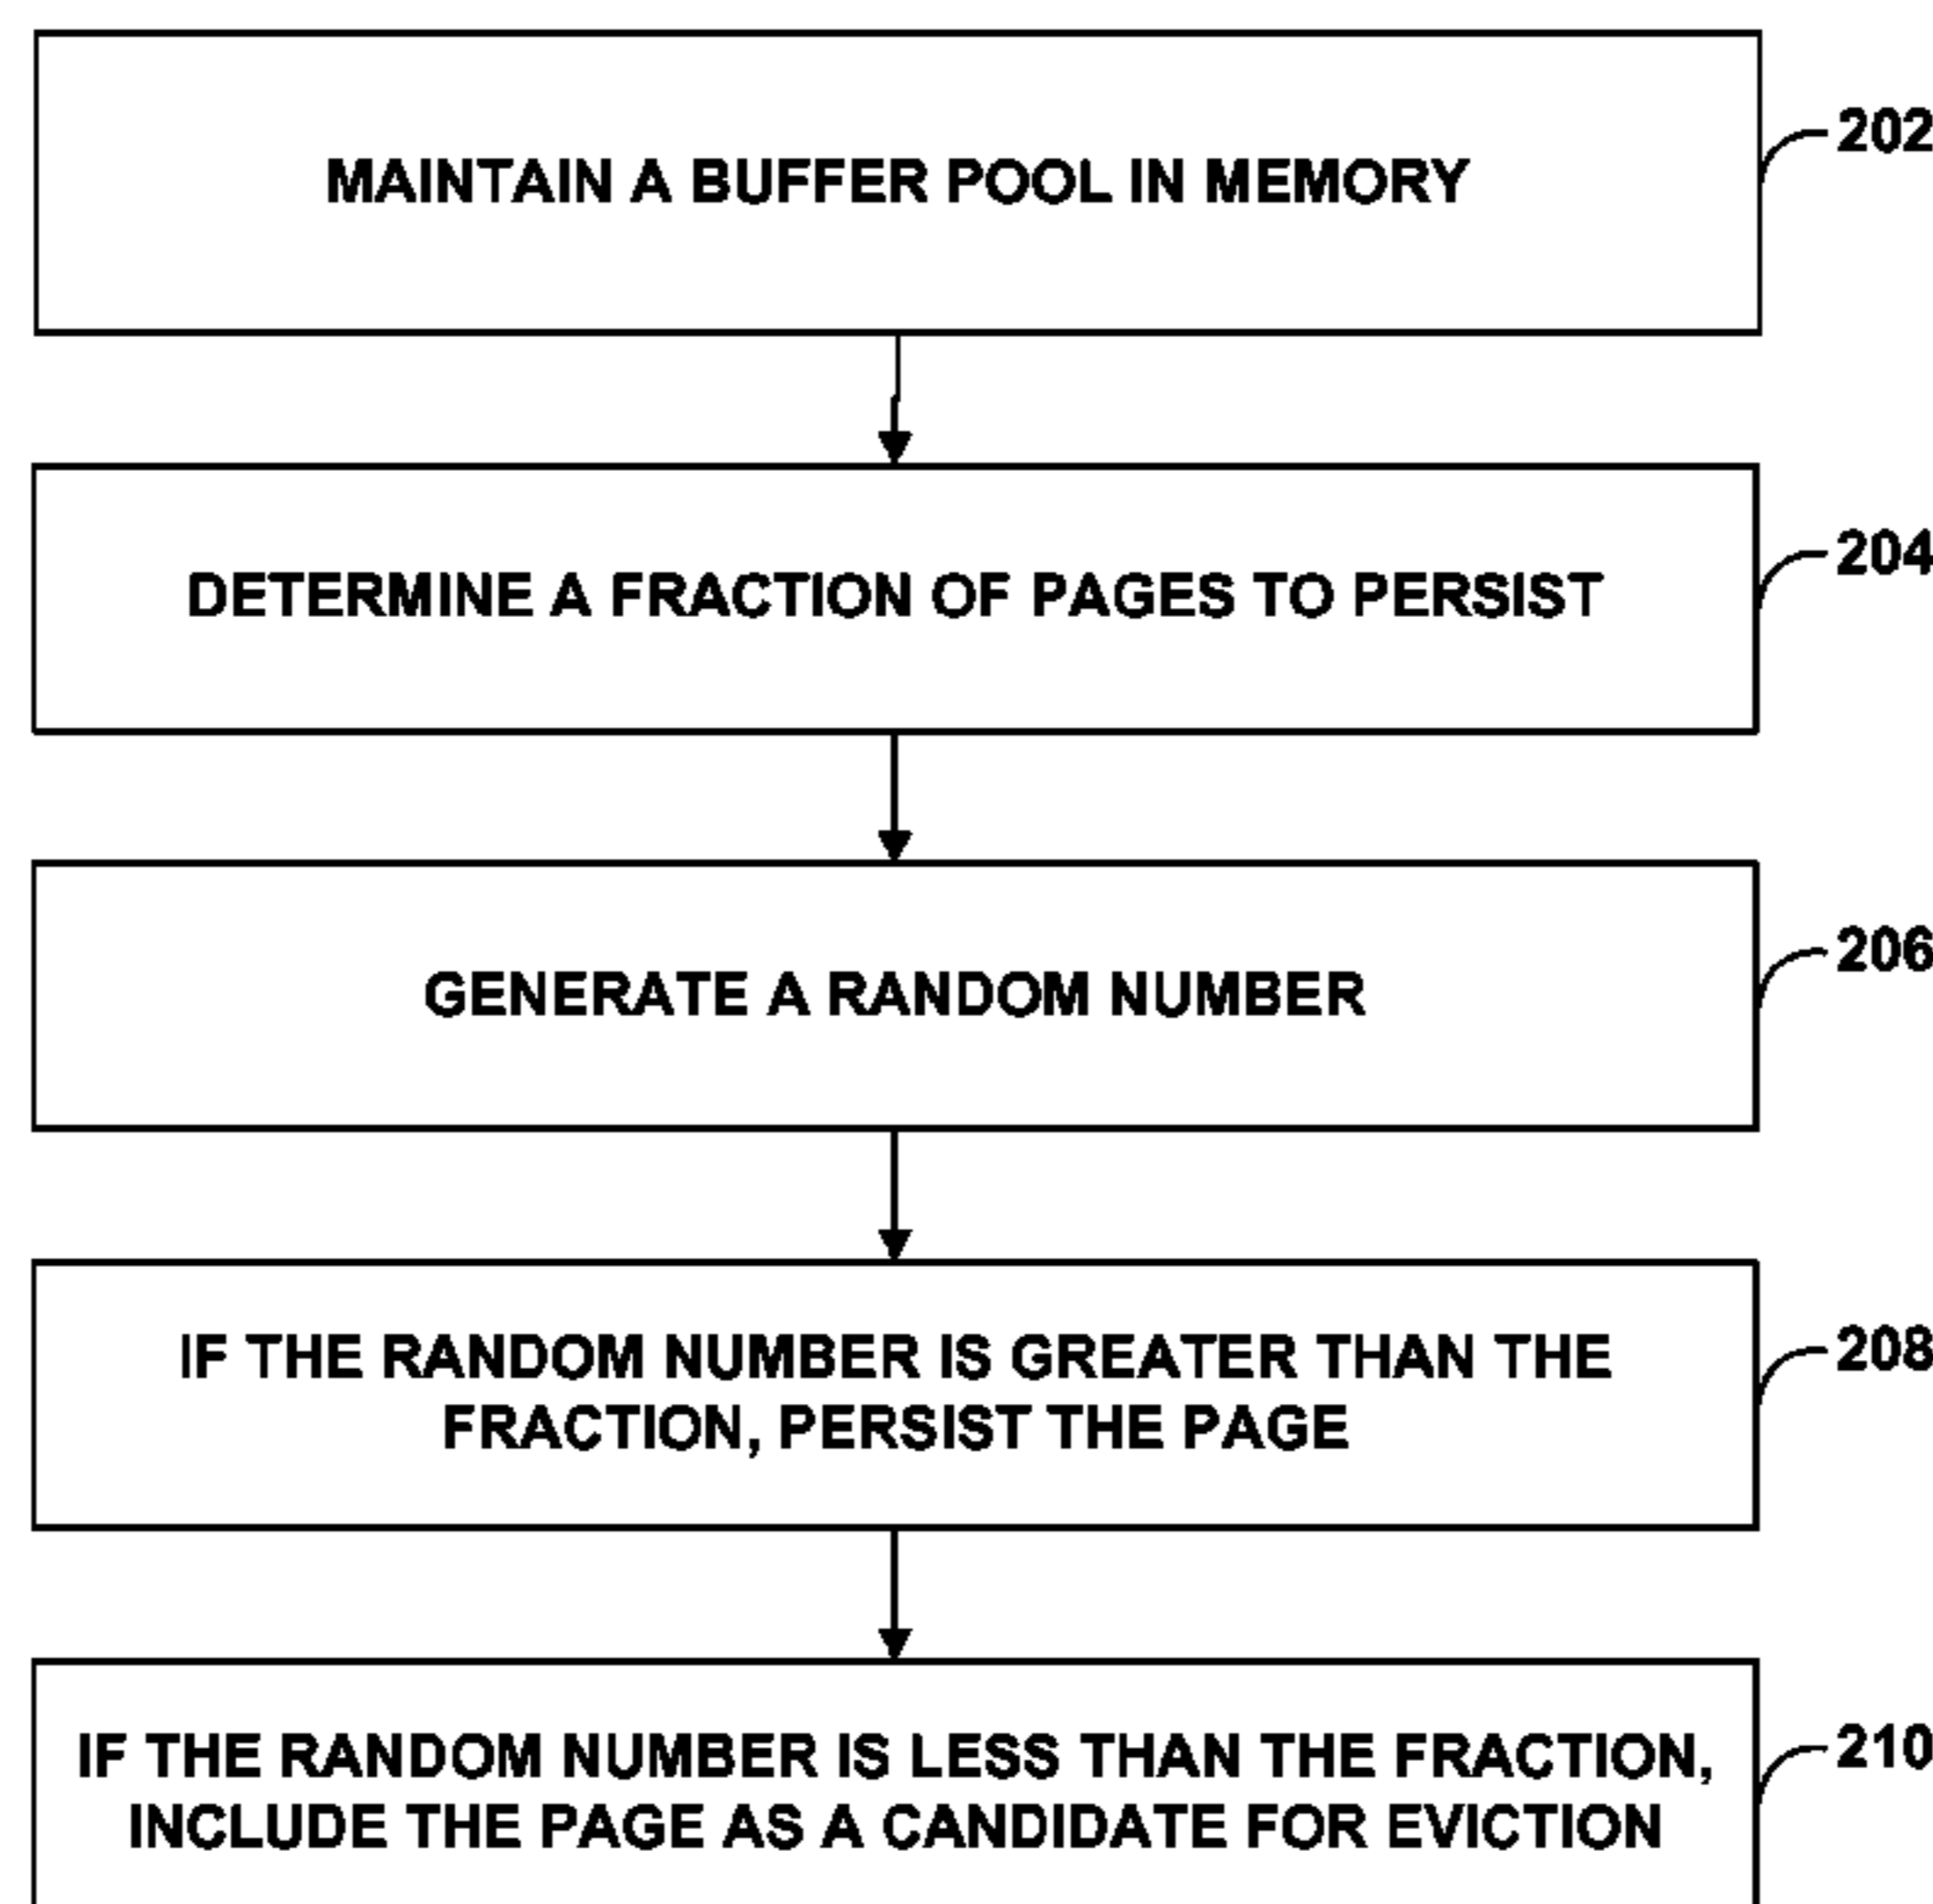 MAINTAIN A BUFFER POOL IN MEMORY
202
DETERMINE A FRACTION OF PAGES TO PERSIST
204
GENERATE A RANDOM NUMBER
206
IF THE RANDOM NUMBER IS GREATER THAN THE
FRACTION, PERSIST THE PAGE
208
IF THE RANDOM NUMBER IS LESS THAN THE FRACTION,
INCLUDE THE PAGE AS A CANDIDATE FOR EVICTION
210